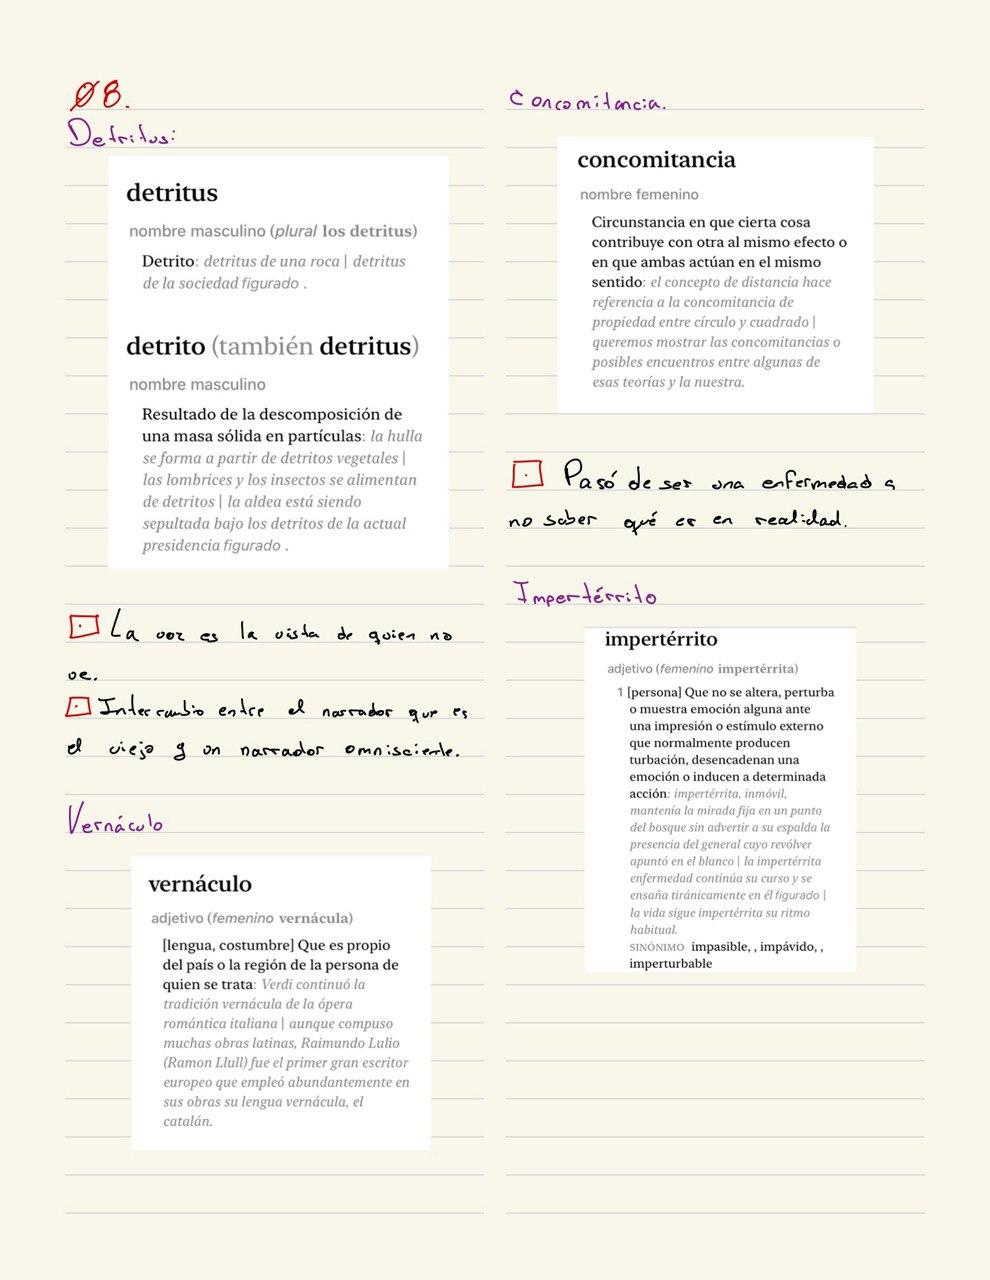 Ø8.
Detritus:
detritus
nombre masculino (plural los detritus)
Detrito: detritus de una roca | detritus
de la sociedad figurado .
detrito (también detritus)
nombre masculino
Resultado de la descomposición de
una masa sólida en partículas: la hulla
se forma a partir de detritos vegetales |
las lombrices y los insectos se alimentan
de detritos | la aldea está siendo
sepultada bajo los detritos de la actual
presidencia figurado .
La voz es la vista de quien no
ve.
Intercambio entre el narrador que es
el viejo y un narrador omnisciente.
Vernáculo
vernáculo
adjetivo (femenino vernácula)
[lengua, costumbre] Que es propio
del país o la región de la persona de
quien se trata: Verdi continuó la
tradición vernácula de la ópera
romántica italiana | aunque compuso
muchas obras latinas, Raimundo Lulio
(Ramon Llull) fue el primer gran escritor
europeo que empleó abundantemente en
sus obras su lengua vernácula, el
catalán.
Concomitancia.
concomitancia
nombre femenino
Circunstancia en que cierta cosa
contribuye con otra al mismo efecto o
en que ambas actúan en el mismo
sentido: el concepto de distancia hace
referencia a la concomitancia de
propiedad entre círculo y cuadrado |
queremos mostrar las concomitancias o
posibles encuentros entre algunas de
esas teorías y la nuestra.
Pasó de ser una enfermedad a
no saber qué es en realidad.
Impertérrito
impertérrito
adjetivo (femenino impertérrita)
1 [persona] Que no se altera, perturba
o muestra emoción alguna ante
una impresión o estímulo externo
que normalmente producen
turbación, desencadenan una
emoción o inducen a determinada
acción: impertérrita, inmóvil,
mantenía la mirada fija en un punto
del bosque sin advertir a su espalda la
presencia del general cuyo revólver
apuntó en el blanco | la impertérrita
enfermedad continúa su curso y se
ensaña tiránicamente en él figurado |
la vida sigue impertérrita su ritmo
habitual.
SINÓNIMO impasible, , impávido, ,
imperturbable